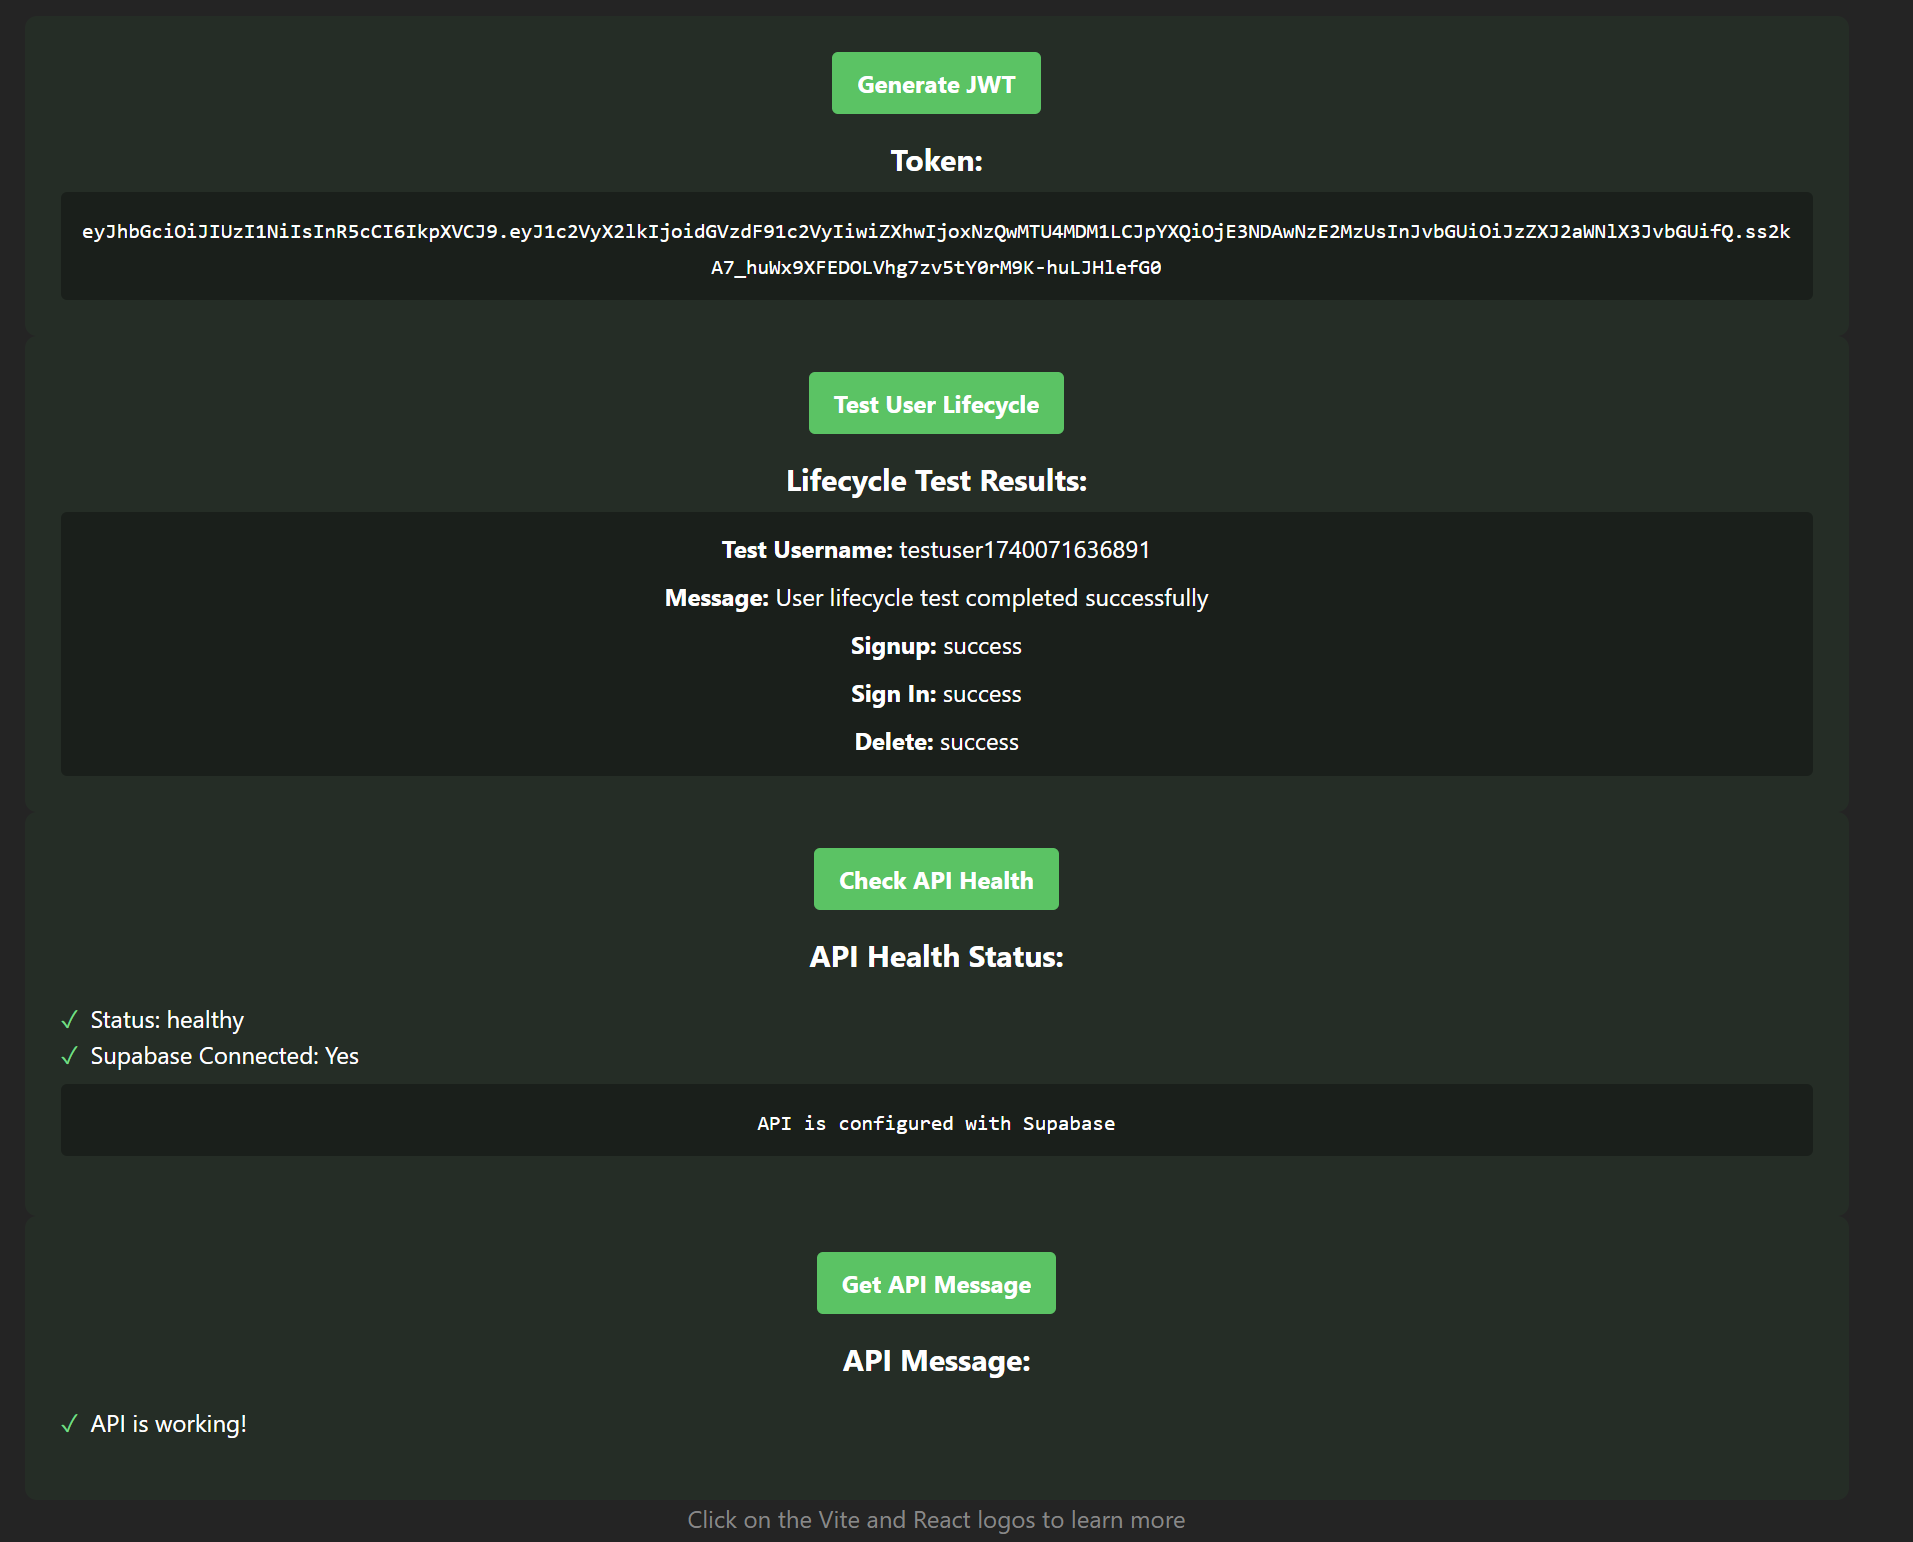 Generate JWT
Token:
eyJhbGciOiJIUzI1NiIsInR5cCI6IkpXVCJ9.eyJ1c2VyX2lkIjoidGVzdF91c2VyIiwiZXhwIjoxNzQwMTU4MDM1LCJpYXQiOjE3NDAwNzE2MzUsInJvbGUiOiJzZXJ2aWNlX3JvbGUifQ.ss2k
A7_huWx9XFEDOLVhg7zv5tY0rM9K-huLJHlefG0
Test User Lifecycle
Lifecycle Test Results:
Test Username: testuser1740071636891
Message: User lifecycle test completed successfully
Signup: success
Sign In: success
Delete: success
Check API Health
API Health Status:
✓ Status: healthy
✓ Supabase Connected: Yes
API is configured with Supabase
Get API Message
API Message:
✓ API is working!
Click on the Vite and React logos to learn more